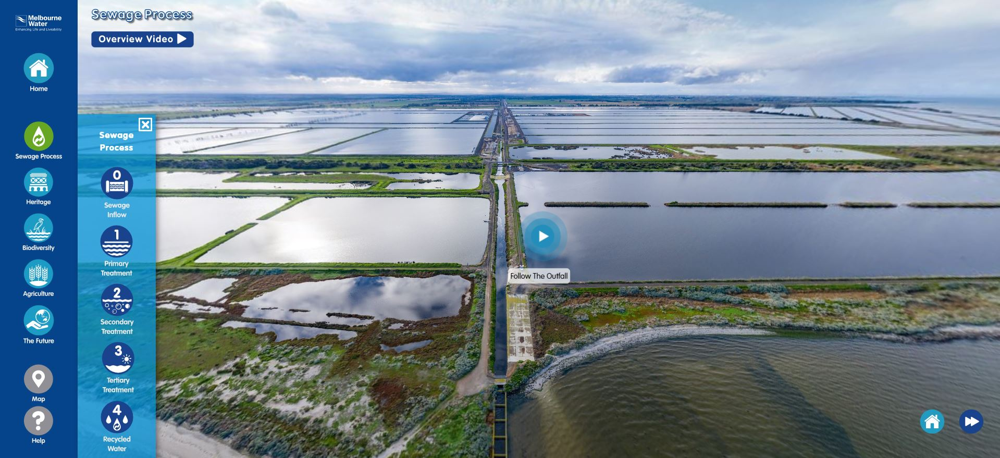 Melbourne
Water
Enhancing Life and Liveability
Home
Sewage Process
Heritage
Biodiversity
Agriculture
The Future
Map
Help
Sewage Process
Overview Video
Sewage
Process
0
Sewage
Inflow
1
Primary
Treatment
2
Secondary
Treatment
3
Tertiary
Treatment
4
Recycled
Water
Follow The Outfall